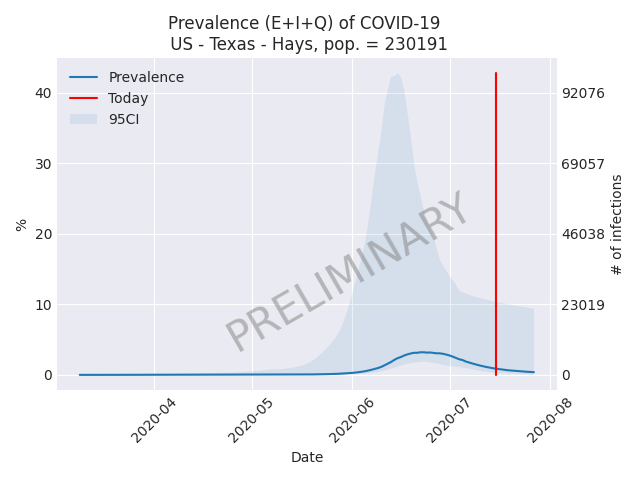 Prevalence (E+I+Q) of COVID-19
US - Texas - Hays, pop. = 230191
Prevalence
Today
95CI
40
30
20
10
0
%
92076
69057
46038
23019
0
# of infections
PRELIMINARY
2020-04
2020-05
2020-06
2020-07
2020-08
Date